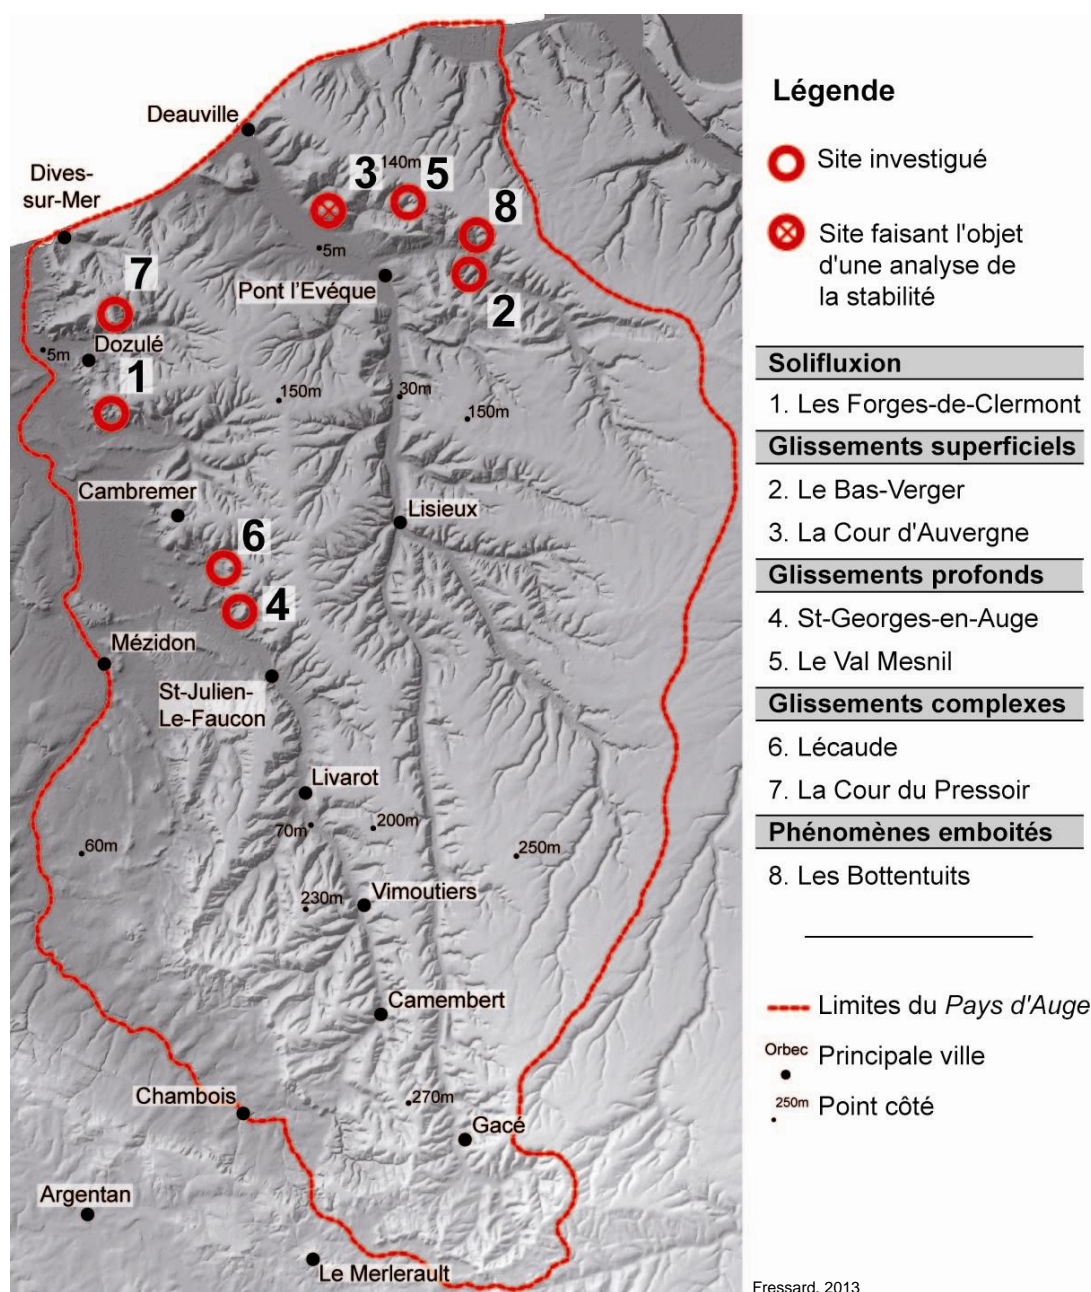 Deauville
Dives-
sur-Mer
3
140m
5
8
5m
7
Pont l'Evéque
2
Dozulé
5m
1
150m
30m
150m
Cambremer
Lisieux
6
4
Mézidon
St-Julien-
Le-Faucon
Livarot
70m
200m
60m
250m
230m
Vimoutiers
Camembert
270m
Chambois
Gacé
Argentan
Le Merlerault
Légende
Site investigué
Site faisant l'objet
d'une analyse de
la stabilité
Solifluxion
1. Les Forges-de-Clermont
Glissements superficiels
2. Le Bas-Verger
3. La Cour d'Auvergne
Glissements profonds
4. St-Georges-en-Auge
5. Le Val Mesnil
Glissements complexes
6. Lécaude
7. La Cour du Pressoir
Phénomènes emboités
8. Les Bottentuits
Limites du Pays d'Auge
Orbec Principale ville
250m Point côté
Fressard, 2013